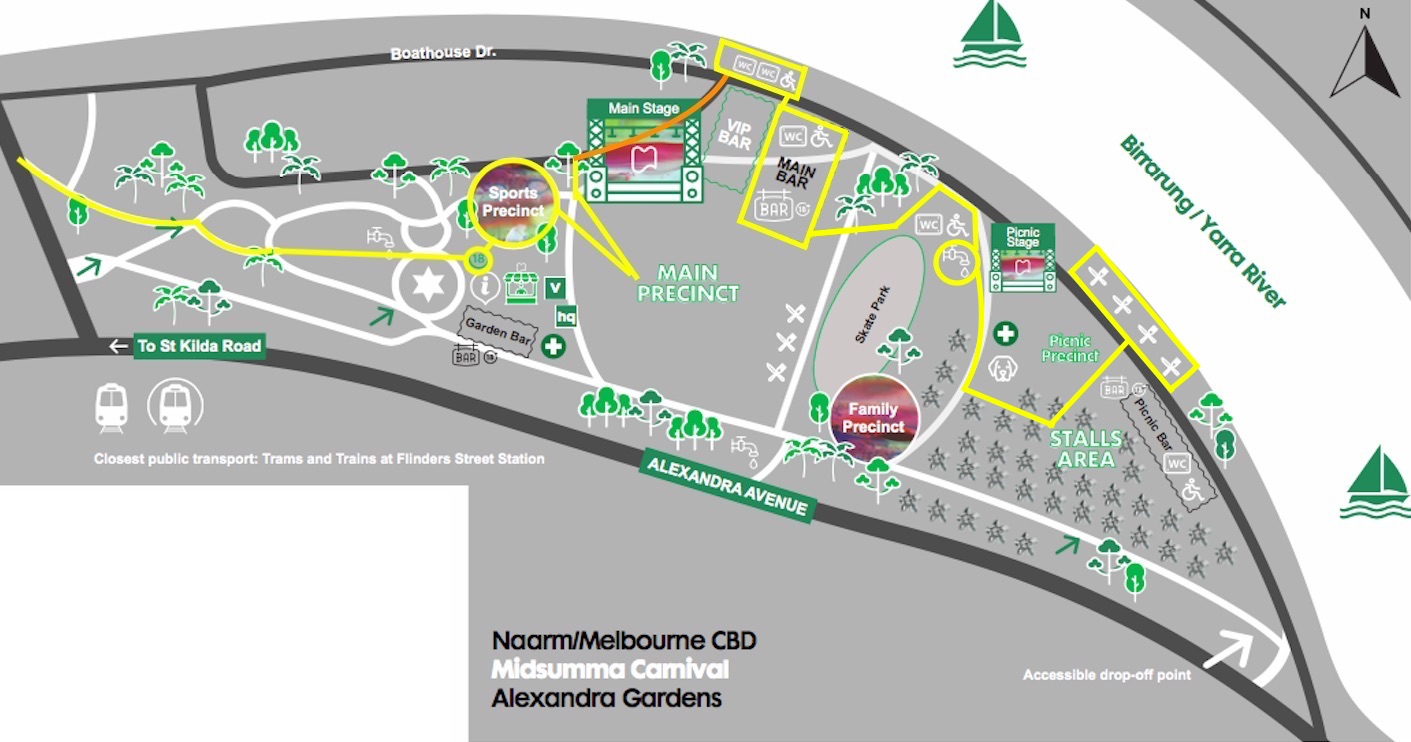 N
Boathouse Dr.
WC WC
Main Stage
VIP
BAR
WC
MAIN
BAR
BAR 18+
Birrarung / Yarra River
Sports
Precinct
WC
Picnic
Stage
18
MAIN
PRECINCT
i
V
hq
Skate Park
Garden Bar
BAR 18+
Picnic
Precinct
← To St Kilda Road
BAR 18+
Picnic Bar
Family
Precinct
STALLS
AREA
WC
Closest public transport: Trams and Trains at Flinders Street Station
ALEXANDRA AVENUE
Naarm/Melbourne CBD
Midsumma Carnival
Alexandra Gardens
Accessible drop-off point